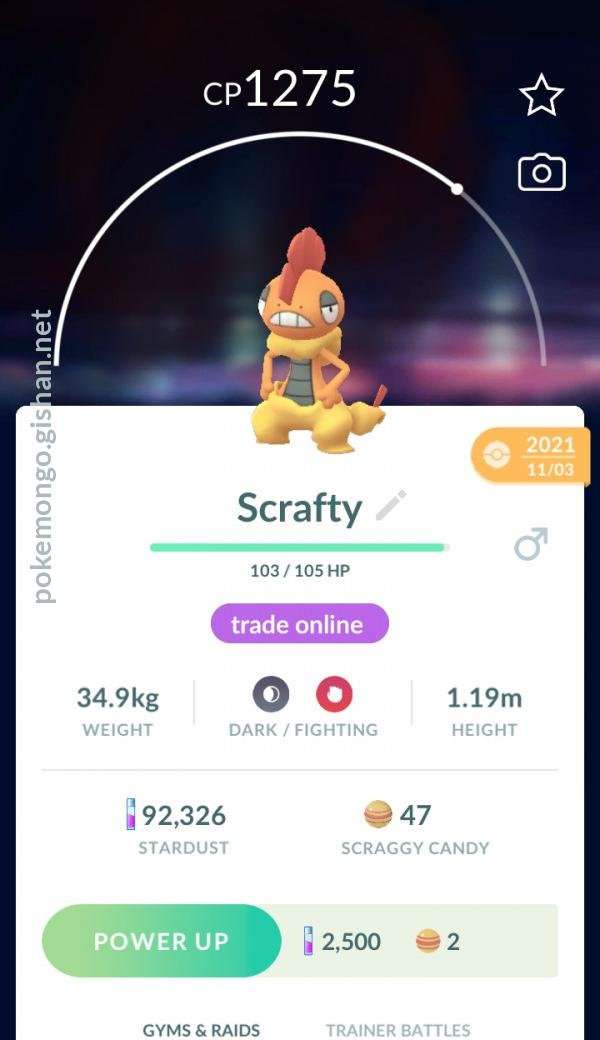 CP1275
pokemongo.gishan.net
2021
11/03
Scrafty
103 / 105 HP
trade online
34.9kg
WEIGHT
DARK / FIGHTING
1.19m
HEIGHT
92,326
STARDUST
47
SCRAGGY CANDY
POWER UP
2,500
2
GYMS & RAIDS
TRAINER BATTLES